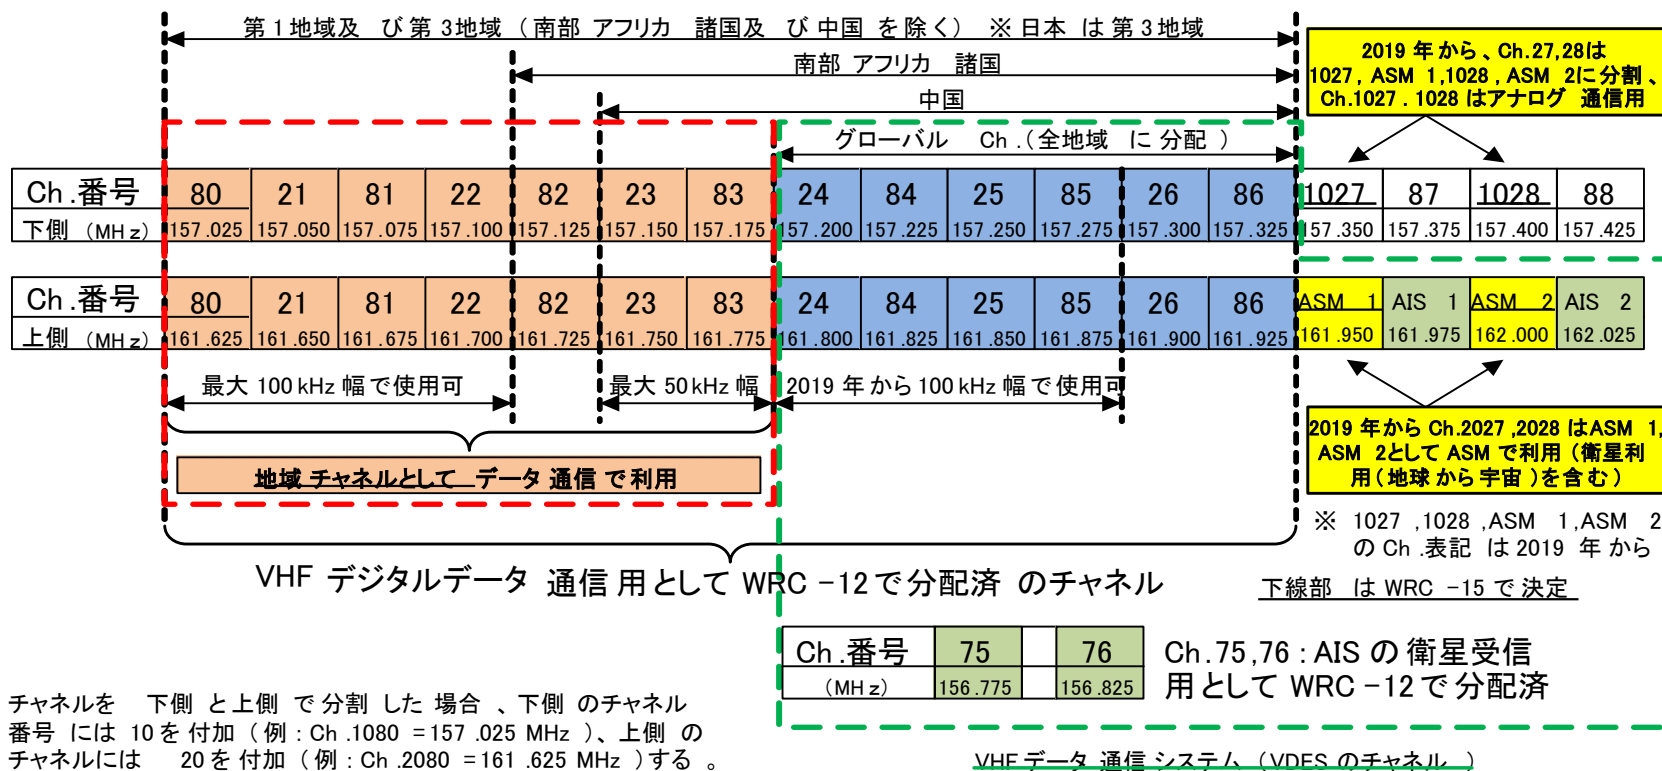 第1地域及び第3地域（南部アフリカ諸国及び中国を除く）※日本は第3地域
南部アフリカ諸国
中国
グローバルCh.（全地域に分配）
2019年から、Ch.27,28は
1027, ASM 1,1028, ASM 2に分割、
Ch.1027．1028はアナログ通信用
Ch.番号 80 21 81 22 82 23 83 24 84 25 85 26 86 1027 87 1028 88
下側（MHz） 157.025 157.050 157.075 157.100 157.125 157.150 157.175 157.200 157.225 157.250 157.275 157.300 157.325 157.350 157.375 157.400 157.425
Ch.番号 80 21 81 22 82 23 83 24 84 25 85 26 86 ASM 1 AIS 1 ASM 2 AIS 2
上側（MHz） 161.625 161.650 161.675 161.700 161.725 161.750 161.775 161.800 161.825 161.850 161.875 161.900 161.925 161.950 161.975 162.000 162.025
最大100kHz幅で使用可
最大50kHz幅
2019年から100kHz幅で使用可
地域チャネルとしてデータ通信で利用
2019年からCh.2027,2028はASM 1,
ASM 2としてASMで利用（衛星利
用（地球から宇宙）を含む）
※ 1027,1028,ASM 1,ASM 2
のCh.表記は2019年から
VHFデジタルデータ通信用としてWRC-12で分配済のチャネル
下線部はWRC-15で決定
Ch.番号 75 76
（MHz） 156.775 156.825
Ch.75,76：AISの衛星受信
用としてWRC-12で分配済
チャネルを下側と上側で分割した場合、下側のチャネル
番号には10を付加（例：Ch.1080=157.025MHz）、上側の
チャネルには20を付加（例：Ch.2080=161.625MHz）する。
VHFデータ通信システム（VDESのチャネル）